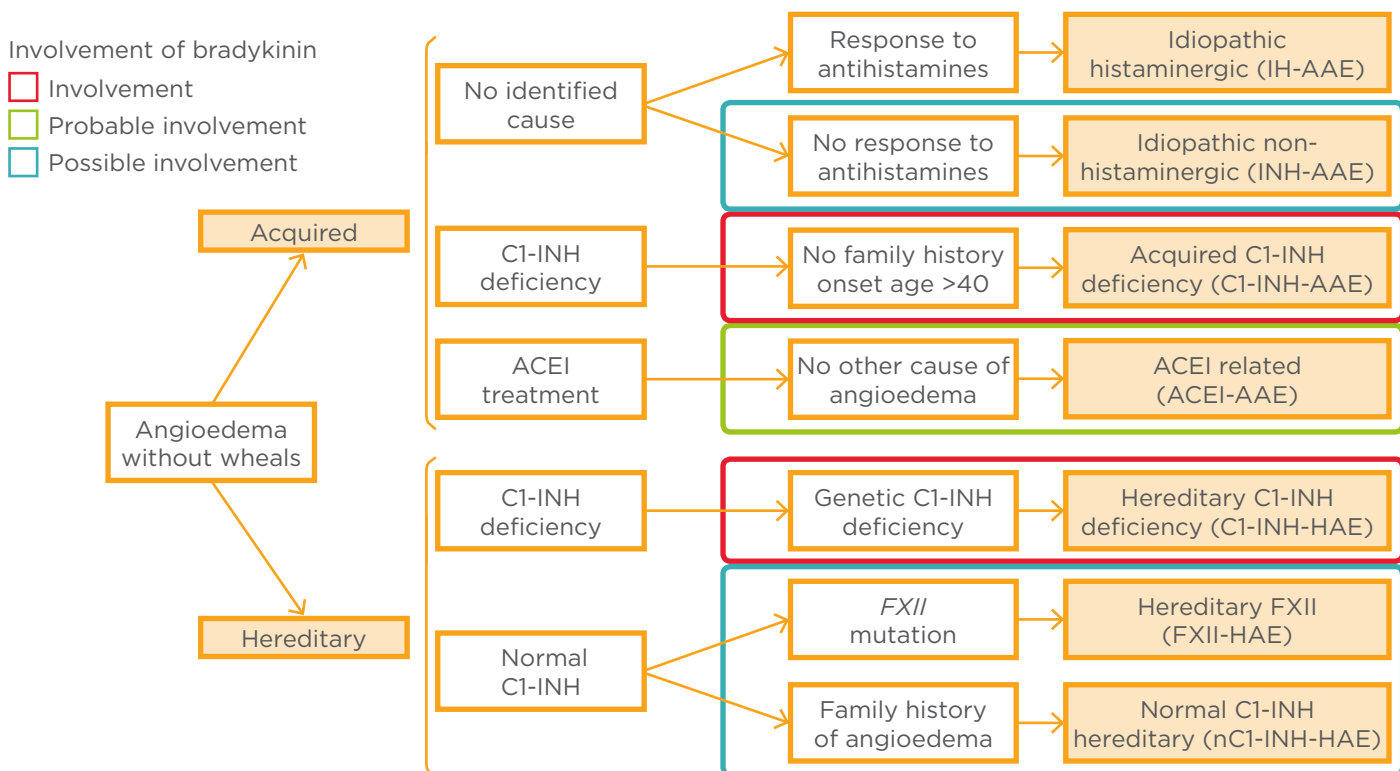 Involvement of bradykinin
Involvement
Probable involvement
Possible involvement
Angioedema
without wheals
Acquired
No identified
cause
Response to
antihistamines
Idiopathic
histaminergic (IH-AAE)
No response to
antihistamines
Idiopathic non-
histaminergic (INH-AAE)
C1-INH
deficiency
No family history
onset age >40
Acquired C1-INH
deficiency (C1-INH-AAE)
ACEI
treatment
No other cause of
angioedema
ACEI related
(ACEI-AAE)
Hereditary
C1-INH
deficiency
Genetic C1-INH
deficiency
Hereditary C1-INH
deficiency (C1-INH-HAE)
Normal
C1-INH
FXII
mutation
Hereditary FXII
(FXII-HAE)
Family history
of angioedema
Normal C1-INH
hereditary (nC1-INH-HAE)